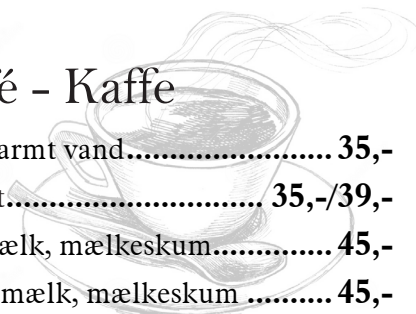 é - Kaffe
armt vand....................... 35,-
t............................. 35,-/39,-
ælk, mælkeskum............. 45,-
mælk, mælkeskum .......... 45,-